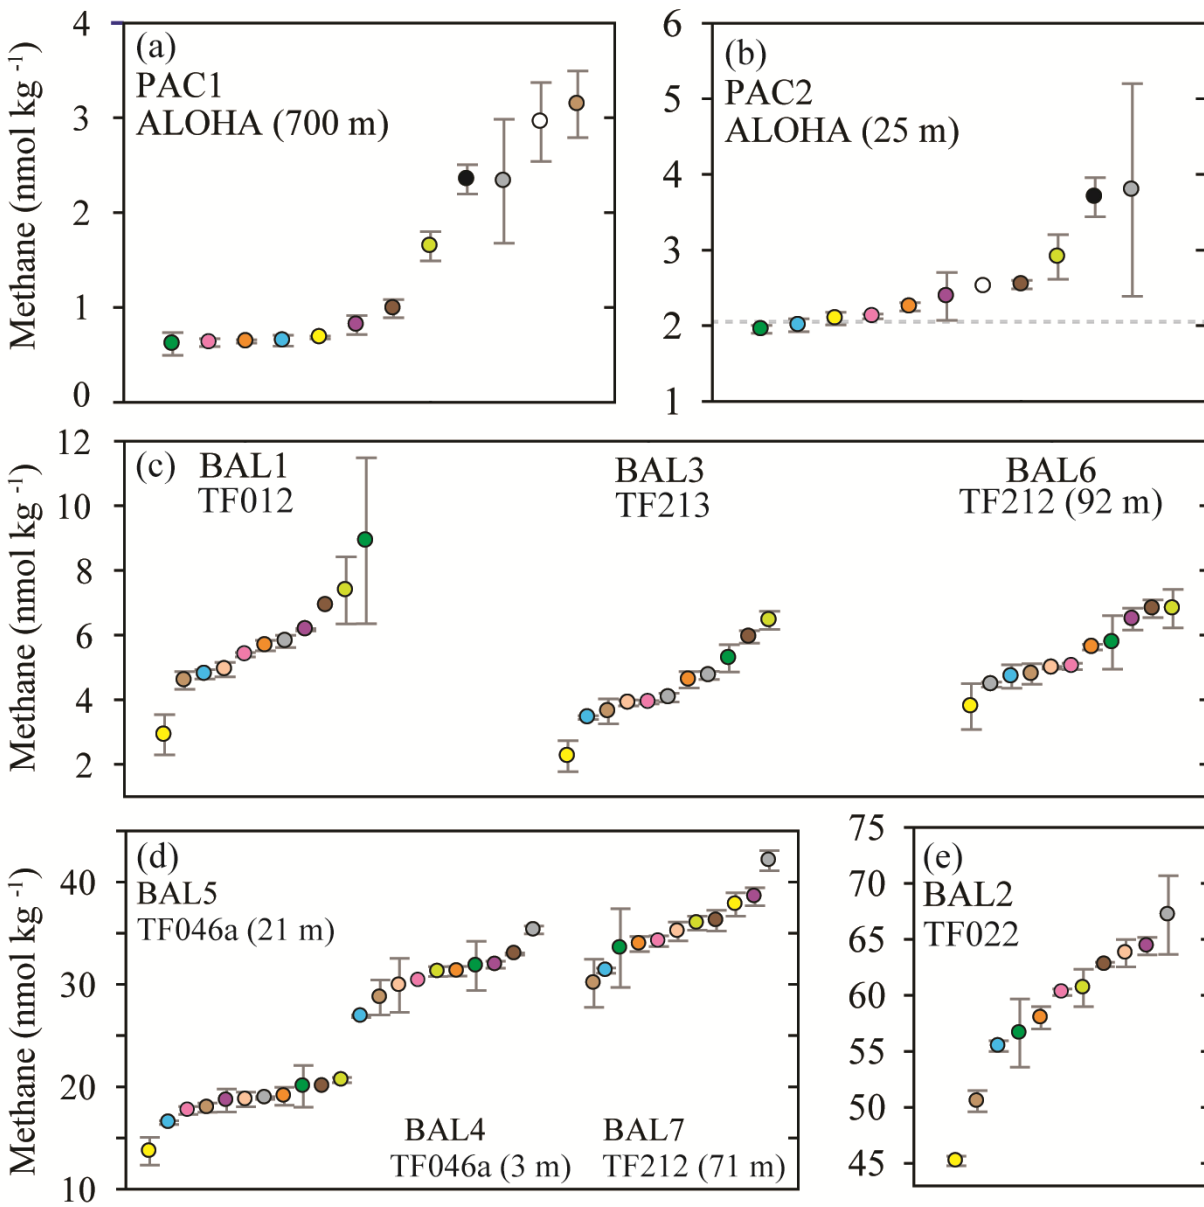 (a)
PAC1
ALOHA (700 m)
Methane (nmol kg -1)
4
3
2
1
0
(b)
PAC2
ALOHA (25 m)
6
5
4
3
2
1
(c)
BAL1
TF012
BAL3
TF213
BAL6
TF212 (92 m)
Methane (nmol kg -1)
12
10
8
6
4
2
(d)
BAL5
TF046a (21 m)
BAL4
TF046a (3 m)
BAL7
TF212 (71 m)
Methane (nmol kg -1)
40
30
20
10
(e)
BAL2
TF022
75
70
65
60
55
50
45